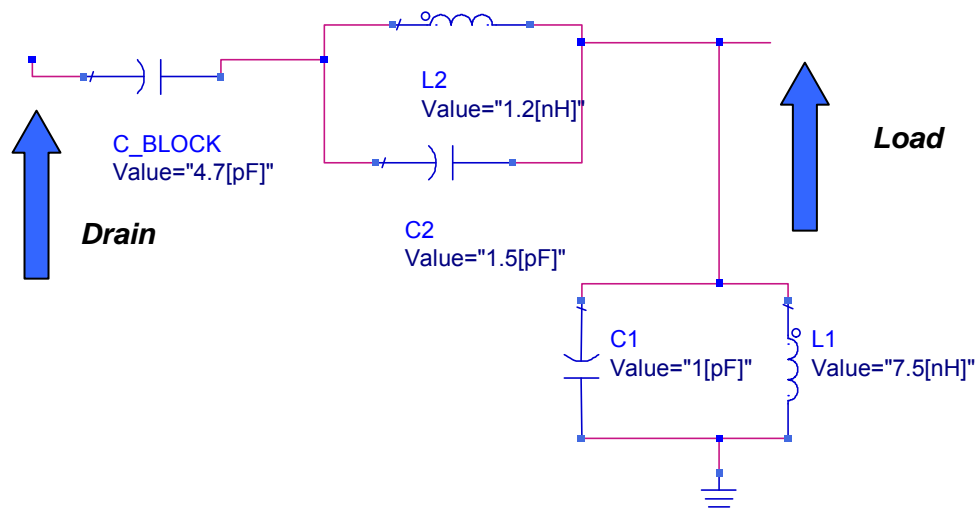 L2
Value="1.2[nH]"
C_BLOCK
Value="4.7[pF]"
Load
Drain
C2
Value="1.5[pF]"
C1
Value="1[pF]"
L1
Value="7.5[nH]"